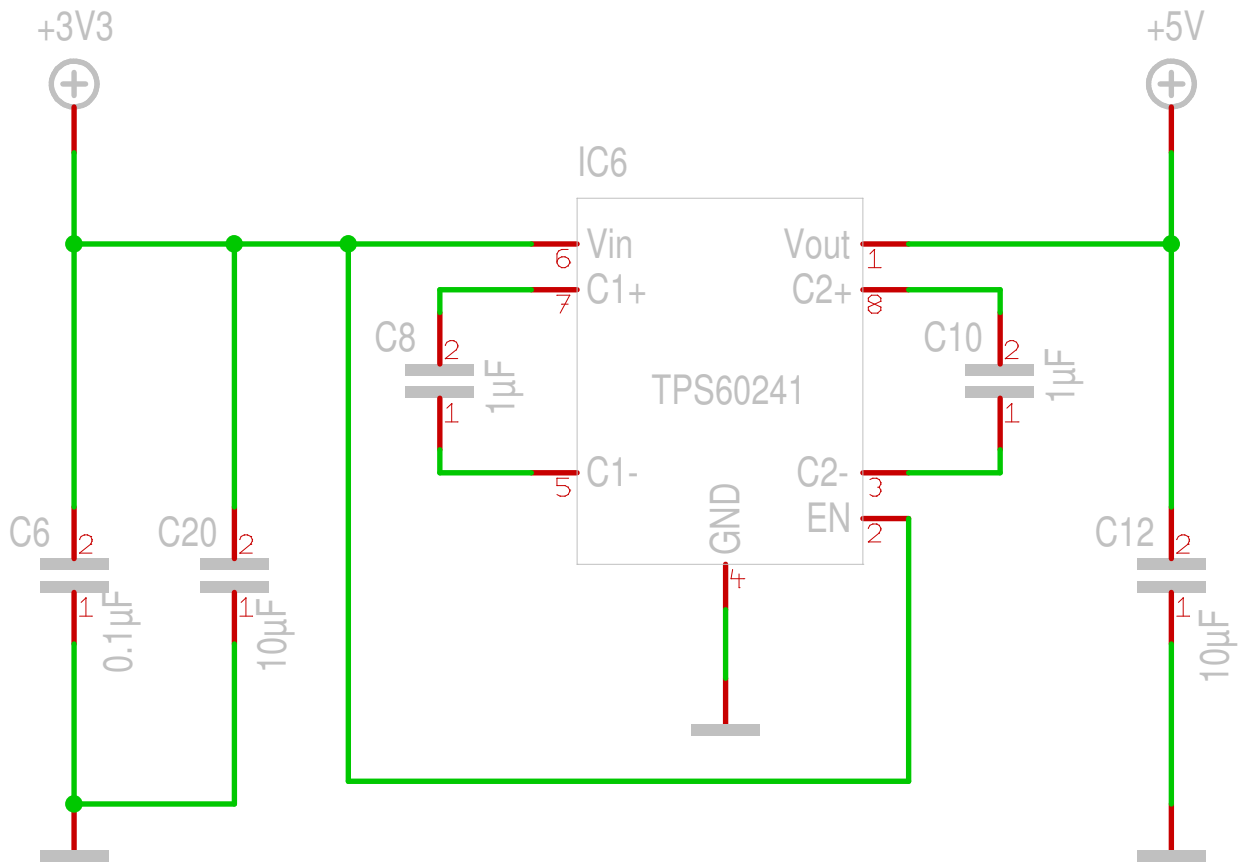 +3V3
+5V
IC6
Vin
6
Vout
1
C1+
7
C2+
8
C8
2
1µF
1
TPS60241
C10
2
1µF
1
C1-
5
C2-
3
EN
2
GND
4
C6
2
1
0.1µF
C20
2
1
10µF
C12
2
1
10µF